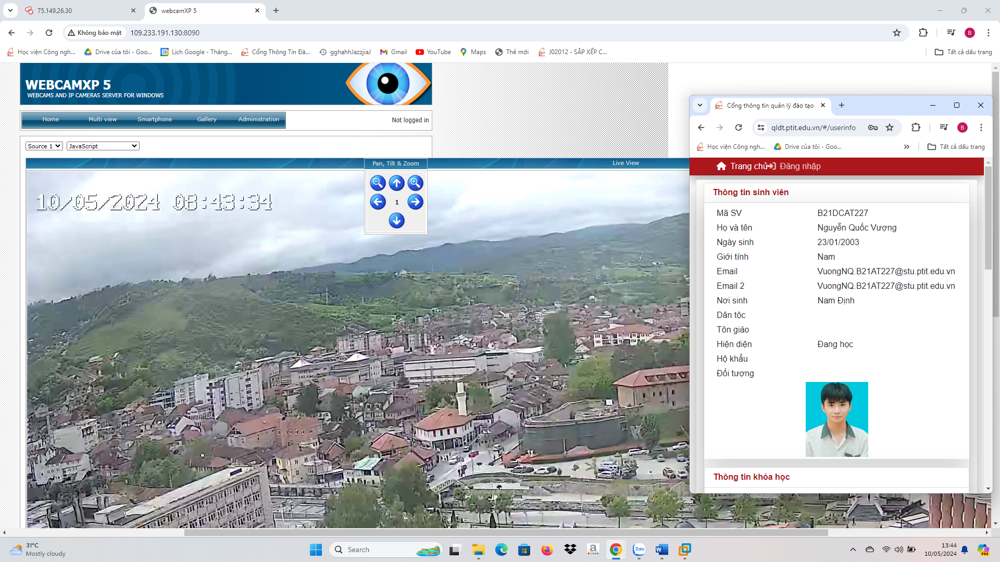 75.149.26.30
webcamXP 5
Không bảo mật
109.233.191.130:8090
Học viện Công ngh...
Drive của tôi - Goo...
Lịch Google - Tháng...
Cổng Thông Tin Đà...
gghạhhJazzjiaJ
Gmail
YouTube
Maps
Thẻ mới
J02012 - SẮP XẾP C...
Tất cả dấu trang
WEBCAMXP 5
WEBCAMS AND IP CAMERAS SERVER FOR WINDOWS
Home
Multi view
Smartphone
Gallery
Administration
Not logged in
Source 1
JavaScript
Pan, Tilt & Zoom
Live View
1
10/05/2024 08:43:34
Cổng thông tin quản lý đào tạo
qldt.ptit.edu.vn/#/userinfo
B
Học viện Công ngh...
Drive của tôi - Goo...
Tất cả dấu trang
Trang chủ
Đăng nhập
Thông tin sinh viên
Mã SV B21DCAT227
Họ và tên Nguyễn Quốc Vượng
Ngày sinh 23/01/2003
Giới tính Nam
Email VuongNQ.B21AT227@stu.ptit.edu.vn
Email 2 VuongNQ.B21AT227@stu.ptit.edu.vn
Nơi sinh Nam Định
Dân tộc
Tôn giáo
Hiện diện Đang học
Hộ khẩu
Đối tượng
Thông tin khóa học
31°C
Mostly cloudy
Search
Zalo
13:44
10/05/2024
PRE